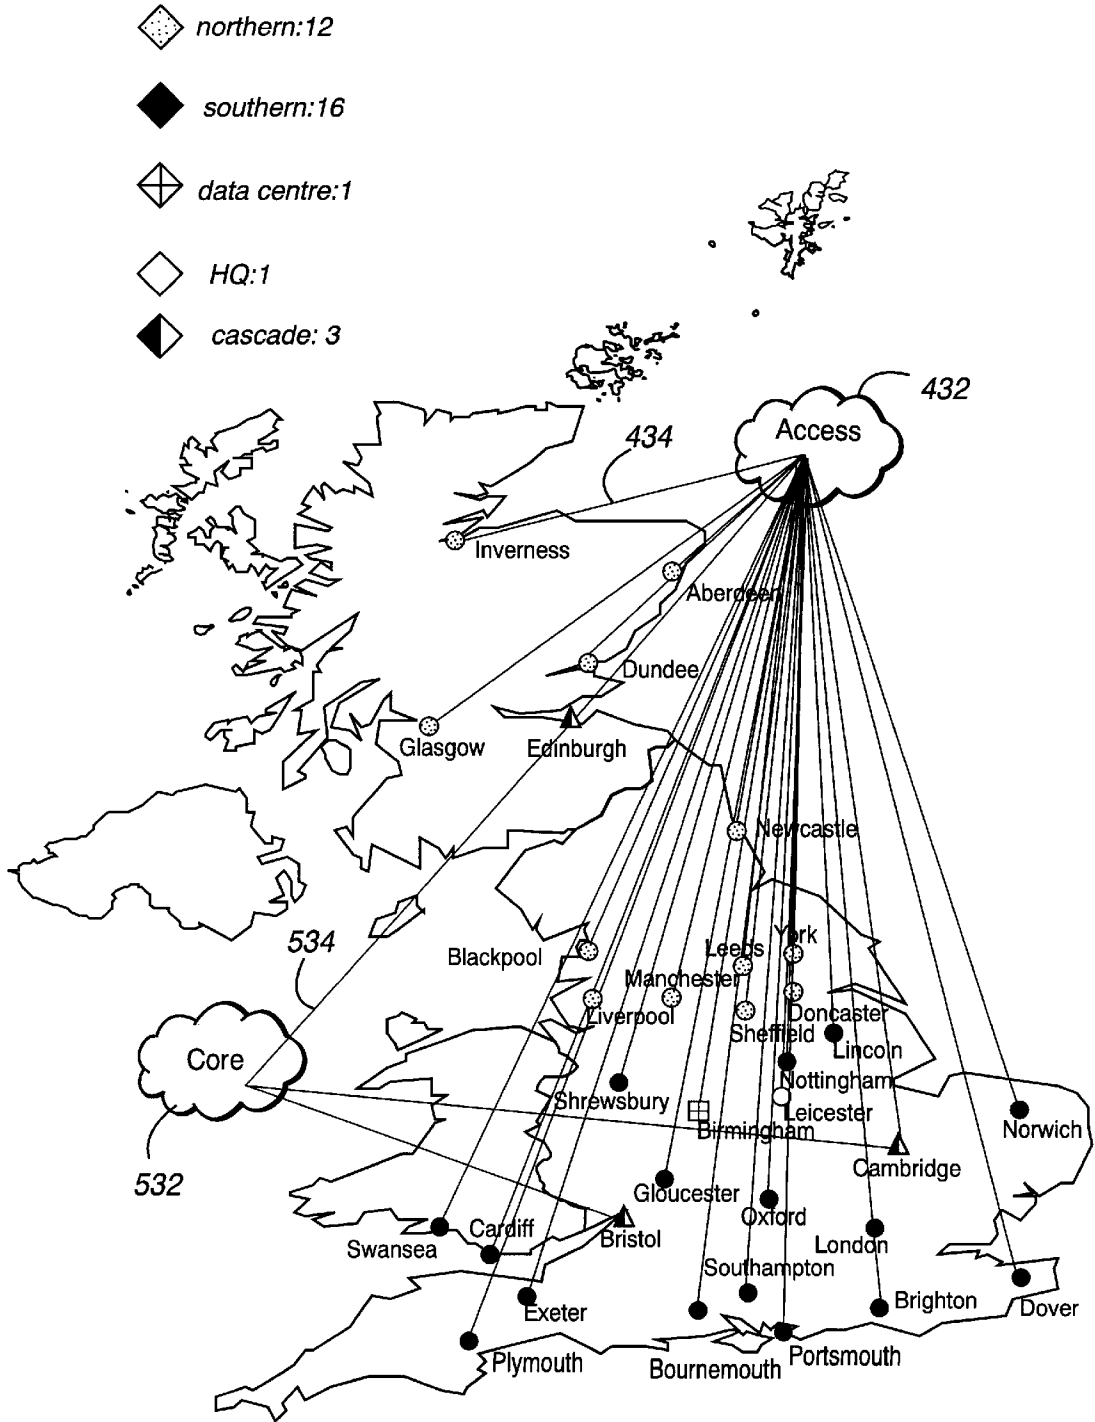 northern:12
southern:16
data centre:1
HQ:1
cascade: 3
432
Access
434
Inverness
Aberdeen
Dundee
Glasgow
Edinburgh
Newcastle
534
York
Leeds
Blackpool
Manchester
Liverpool
Doncaster
Sheffield
Lincoln
Core
Nottingham
Shrewsbury
Leicester
Birmingham
Norwich
Cambridge
532
Gloucester
Oxford
Cardiff
Bristol
Swansea
London
Southampton
Brighton
Dover
Exeter
Portsmouth
Plymouth
Bournemouth